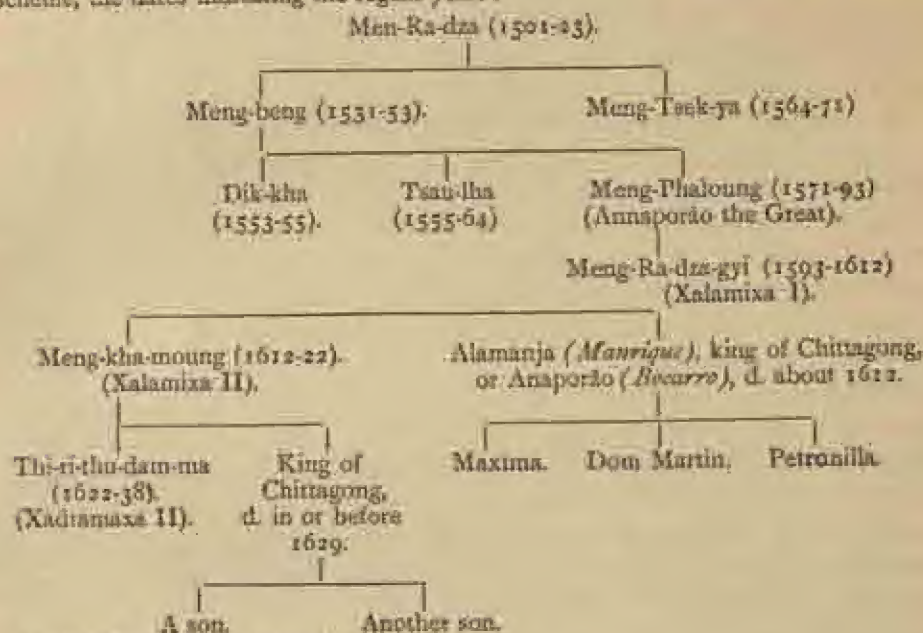 scheme, the dates indicating the regnal years:
Men-Ra-dza (1501-23).
Meng-beng (1531-53). Meng-Tsek-ya (1564-71)
Dik-kha Tsau-lha Meng-Phaloung (1571-93)
(1553-55). (1555-64) (Annaporão the Great).
Meng-Ra-dza-gyi (1593-1612)
(Xalamixa I).
Meng-kha-moung (1612-22). Alamanja (Manrique), king of Chittagong,
(Xalamixa II). or Anaporão (Bocarro), d. about 1612.
Thi-ri-thu-dam-ma King of Maxima. Dom Martin. Petronilla.
(1622-38). Chittagong,
(Xadramaxa II). d. in or before
1629.
A son. Another son.